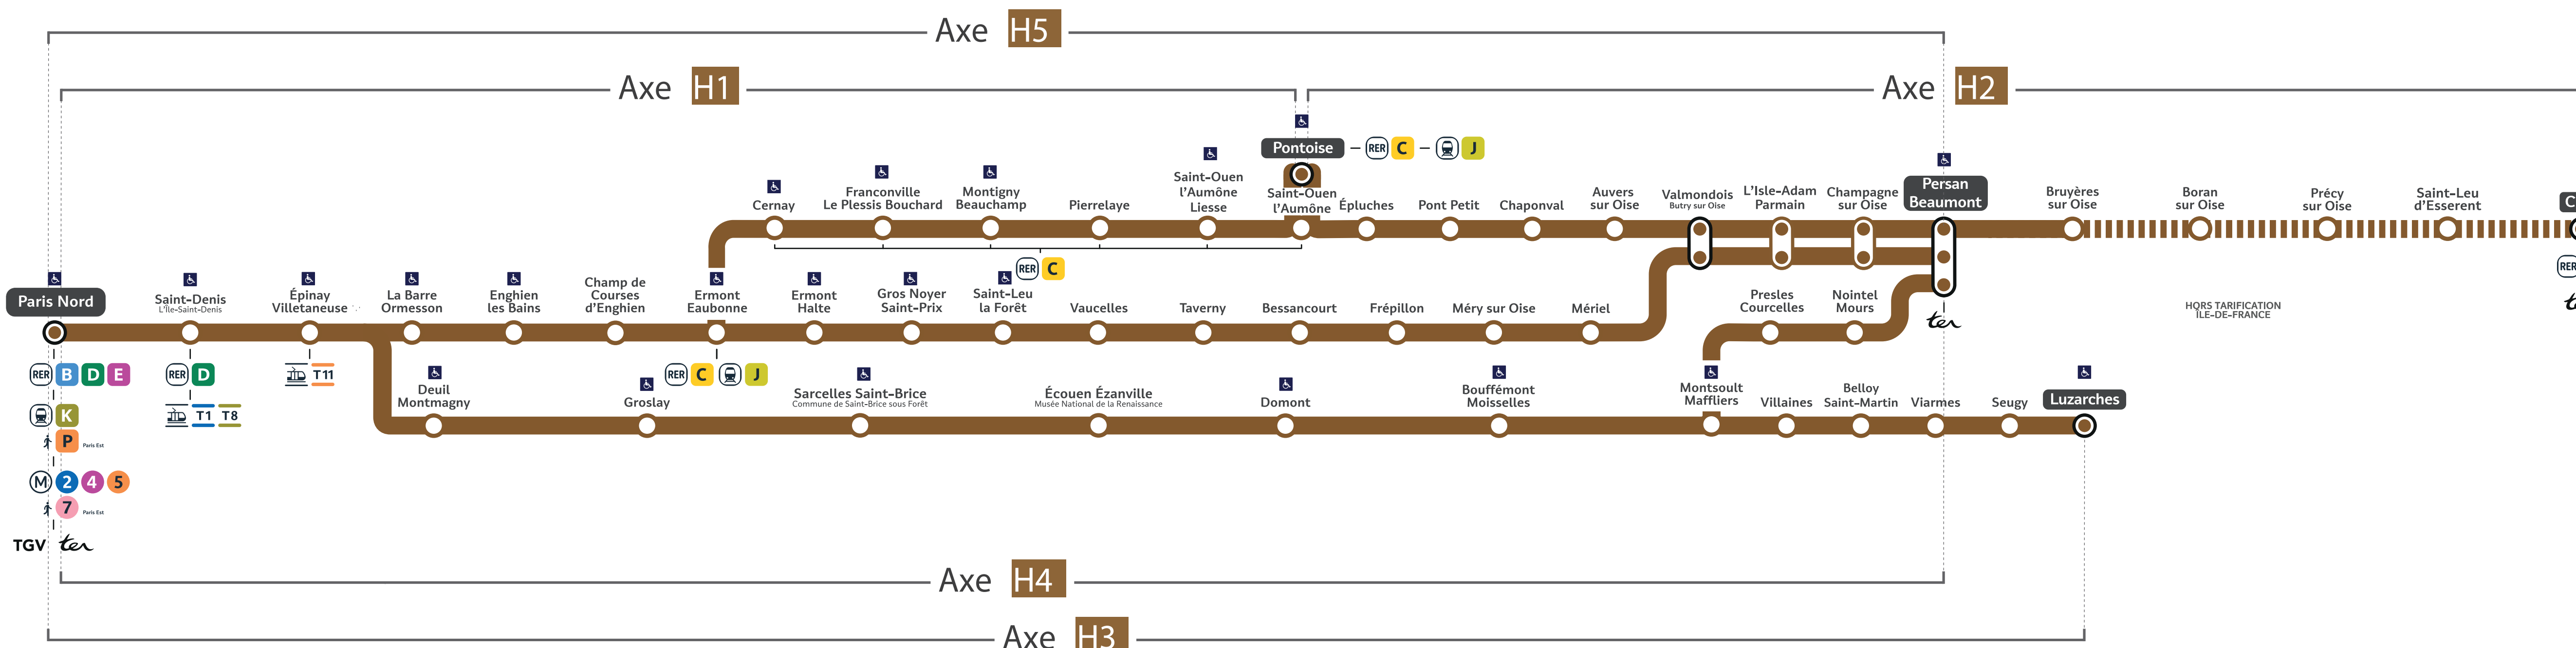 Axe H5
Axe H1
Axe H2
Pontoise
RER C
J
Cernay
Franconville
Le Plessis Bouchard
Montigny
Beauchamp
Pierrelaye
Saint-Ouen
l'Aumône
Liesse
Saint-Ouen
l'Aumône
Épluches
Pont Petit
Chaponval
Auvers
sur Oise
Valmondois
Butry sur Oise
L'Isle-Adam
Parmain
Champagne
sur Oise
Persan
Beaumont
Bruyères
sur Oise
Boran
sur Oise
Précy
sur Oise
Saint-Leu
d'Esserent
C
RER C
RER
Paris Nord
Saint-Denis
L'Île-Saint-Denis
Épinay
Villetaneuse
La Barre
Ormesson
Enghien
les Bains
Champ de
Courses
d'Enghien
Ermont
Eaubonne
Ermont
Halte
Gros Noyer
Saint-Prix
Saint-Leu
la Forêt
Vaucelles
Taverny
Bessancourt
Frépillon
Méry sur Oise
Mériel
Presles
Courcelles
Nointel
Mours
ter
HORS TARIFICATION
ÎLE-DE-FRANCE
RER B D E
RER D
T11
RER C J
K
T1 T8
P Paris Est
M 2 4 5
7 Paris Est
TGV ter
Deuil
Montmagny
Groslay
Sarcelles Saint-Brice
Commune de Saint-Brice sous Forêt
Écouen Ézanville
Musée National de la Renaissance
Domont
Bouffémont
Moisselles
Montsoult
Maffliers
Villaines
Belloy
Saint-Martin
Viarmes
Seugy
Luzarches
Axe H4
Axe H3